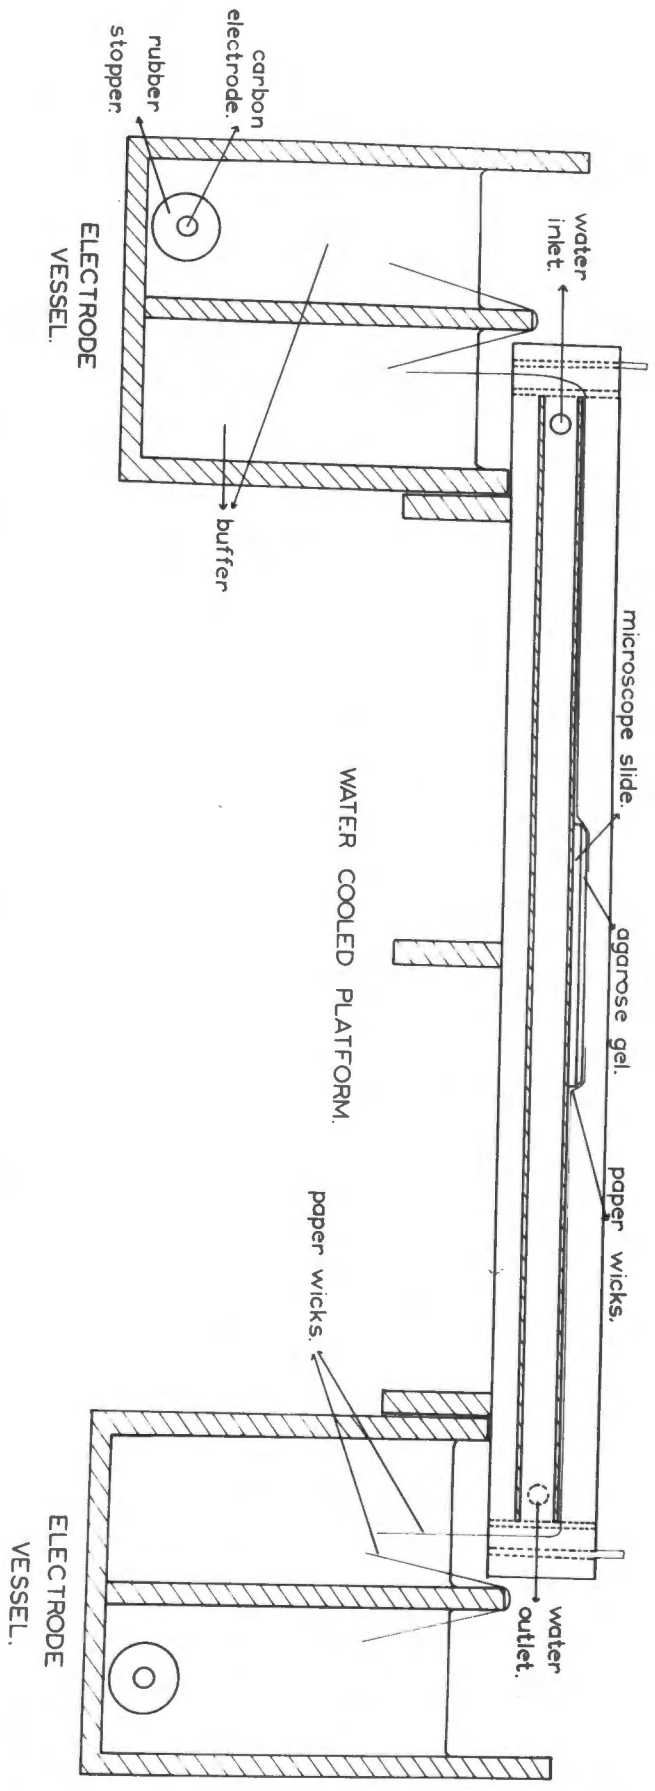 carbon
electrode.
rubber
stopper.
ELECTRODE
VESSEL.
water
inlet.
buffer
microscope slide.
agarose gel.
paper wicks.
WATER COOLED PLATFORM.
paper wicks.
water
outlet.
ELECTRODE
VESSEL.